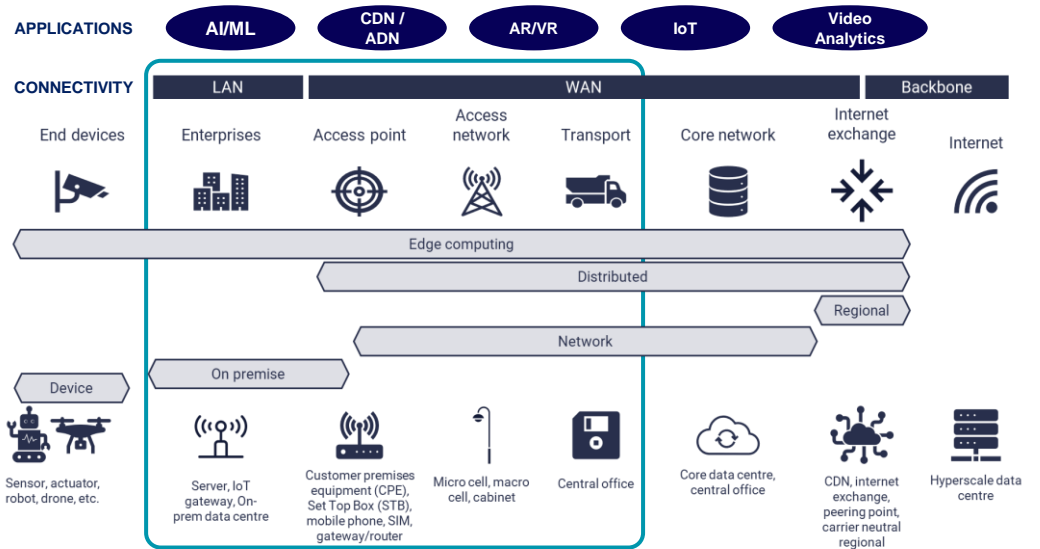 APPLICATIONS
AI/ML
CDN /
ADN
AR/VR
IoT
Video
Analytics
CONNECTIVITY
LAN
WAN
Backbone
End devices
Enterprises
Access point
Access
network
Transport
Core network
Internet
exchange
Internet
Edge computing
Distributed
Regional
Network
On premise
Device
Sensor, actuator,
robot, drone, etc.
Server, IoT
gateway, On-
prem data centre
Customer premises
equipment (CPE),
Set Top Box (STB),
mobile phone, SIM,
gateway/router
Micro cell, macro
cell, cabinet
Central office
Core data centre,
central office
CDN, internet
exchange,
peering point,
carrier neutral
regional
Hyperscale data
centre